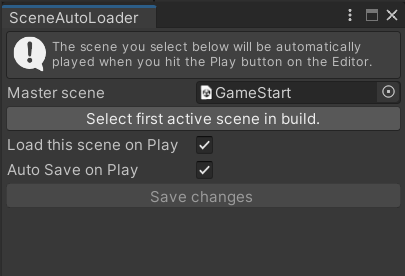 SceneAutoLoader
The scene you select below will be automatically
played when you hit the Play button on the Editor.
Master scene GameStart
Select first active scene in build.
Load this scene on Play
Auto Save on Play
Save changes